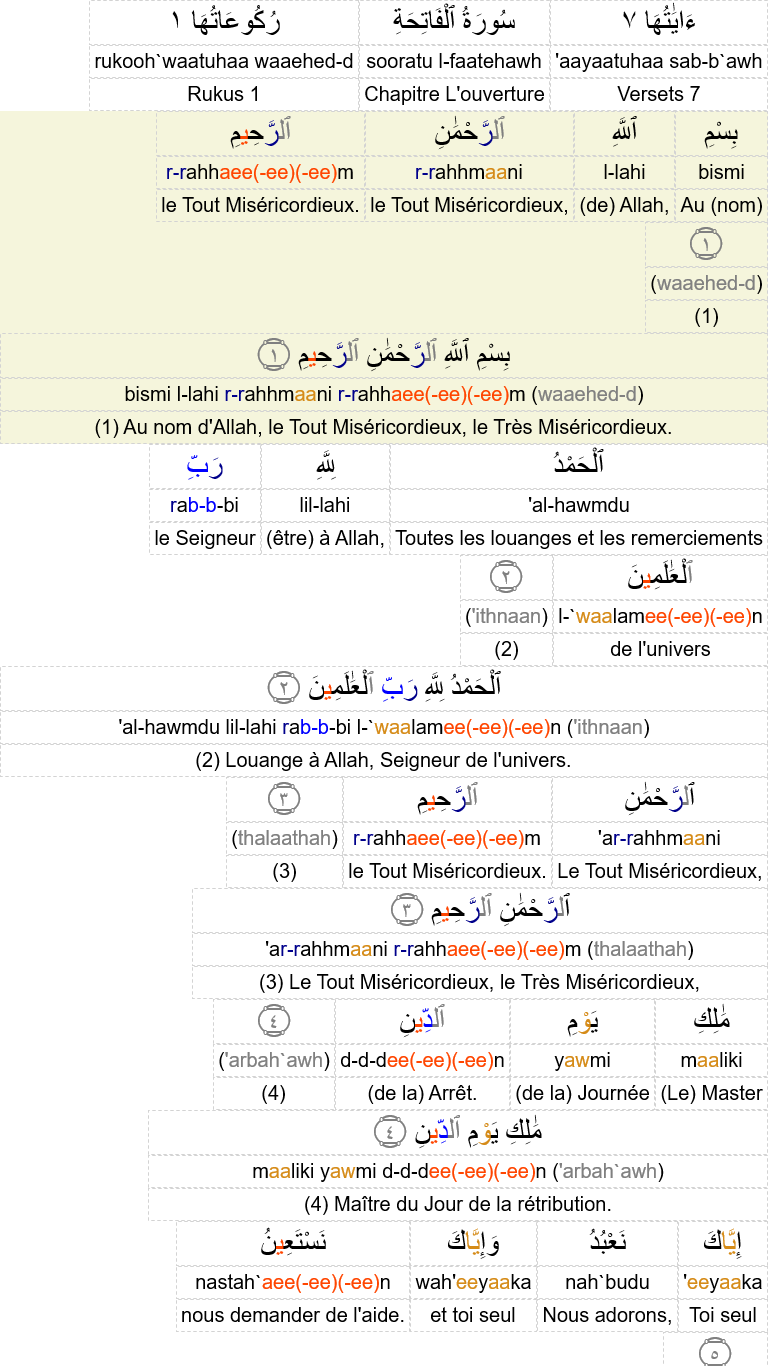 ءَايَٰتُهَا ٧ سُورَةُ ٱلْفَاتِحَةِ رُكُوعَاتُهَا ١
'aayaatuhaa sab-b`awh sooratu l-faatehawh rukooh`waatuhaa waaehed-d
Versets 7 Chapitre L'ouverture Rukus 1
بِسْمِ ٱللَّهِ ٱلرَّحْمَٰنِ ٱلرَّحِيمِ
bismi l-lahi r-rahhmaani r-rahhaee(-ee)(-ee)m
Au (nom) (de) Allah, le Tout Miséricordieux, le Tout Miséricordieux.
١
(waaehed-d)
(1)
بِسْمِ ٱللَّهِ ٱلرَّحْمَٰنِ ٱلرَّحِيمِ ١
bismi l-lahi r-rahhmaani r-rahhaee(-ee)(-ee)m (waaehed-d)
(1) Au nom d'Allah, le Tout Miséricordieux, le Très Miséricordieux.
ٱلْحَمْدُ لِلَّهِ رَبِّ
'al-hawmdu lil-lahi rab-b-bi
Toutes les louanges et les remerciements (être) à Allah, le Seigneur
ٱلْعَٰلَمِينَ ٢
l-`waalamee(-ee)(-ee)n ('ithnaan)
de l'univers (2)
ٱلْحَمْدُ لِلَّهِ رَبِّ ٱلْعَٰلَمِينَ ٢
'al-hawmdu lil-lahi rab-b-bi l-`waalamee(-ee)(-ee)n ('ithnaan)
(2) Louange à Allah, Seigneur de l'univers.
ٱلرَّحْمَٰنِ ٱلرَّحِيمِ ٣
'ar-rahhmaani r-rahhaee(-ee)(-ee)m (thalaathah)
Le Tout Miséricordieux, le Tout Miséricordieux. (3)
ٱلرَّحْمَٰنِ ٱلرَّحِيمِ ٣
'ar-rahhmaani r-rahhaee(-ee)(-ee)m (thalaathah)
(3) Le Tout Miséricordieux, le Très Miséricordieux,
مَٰلِكِ يَوْمِ ٱلدِّينِ ٤
maaliki yawmi d-d-dee(-ee)(-ee)n ('arbah`awh)
(Le) Master (de la) Journée (de la) Arrêt. (4)
مَٰلِكِ يَوْمِ ٱلدِّينِ ٤
maaliki yawmi d-d-dee(-ee)(-ee)n ('arbah`awh)
(4) Maître du Jour de la rétribution.
إِيَّاكَ نَعْبُدُ وَإِيَّاكَ نَسْتَعِينُ
'eeyaaka nah`budu wah'eeyaaka nastah`aee(-ee)(-ee)n
Toi seul Nous adorons, et toi seul nous demander de l'aide.
٥